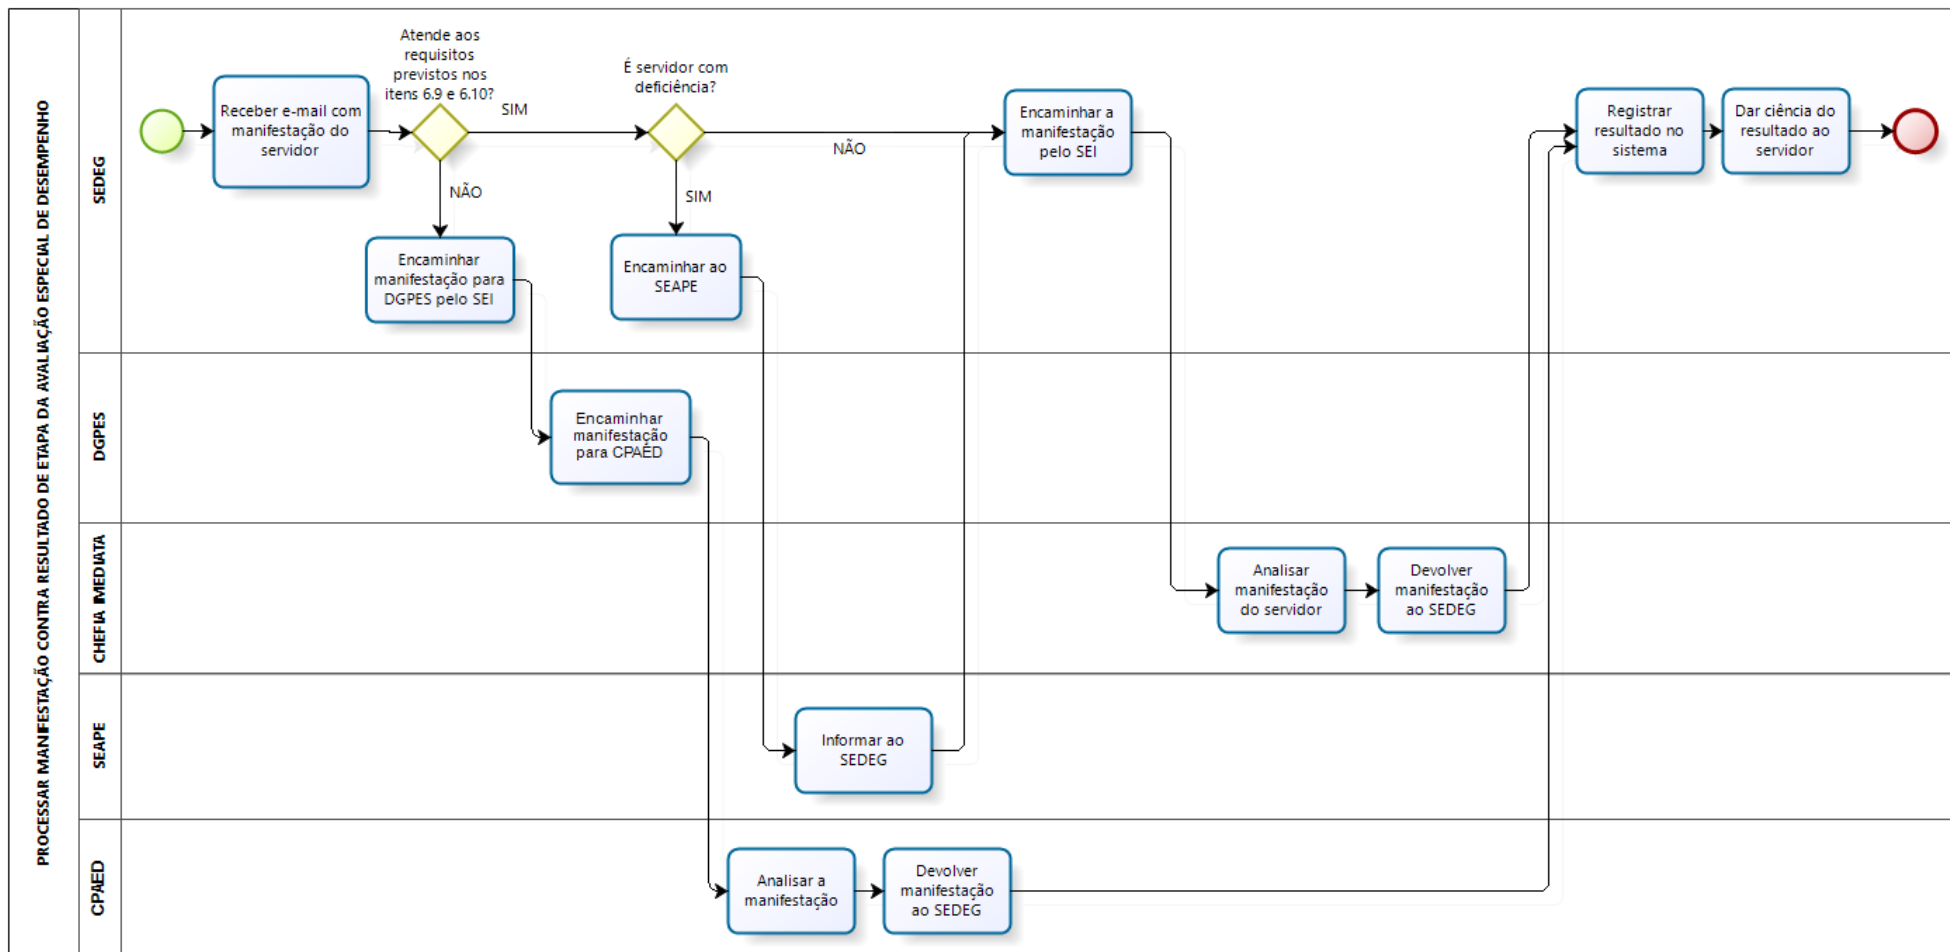 PROCESSAR MANIFESTAÇÃO CONTRA RESULTADO DE ETAPA DA AVALIAÇÃO ESPECIAL DE DESEMPENHO
SEDEG
Receber e-mail com
manifestação do
servidor
Atende aos
requisitos
previstos nos
itens 6.9 e 6.10?
SIM
NÃO
Encaminhar
manifestação para
DGPES pelo SEI
É servidor com
deficiência?
NÃO
SIM
Encaminhar ao
SEAPE
Encaminhar a
manifestação
pelo SEI
Registrar
resultado no
sistema
Dar ciência do
resultado ao
servidor
DGPES
Encaminhar
manifestação
para CPAED
CHEFIA IMEDIATA
Analisar
manifestação
do servidor
Devolver
manifestação
ao SEDEG
SEAPE
Informar ao
SEDEG
CPAED
Analisar a
manifestação
Devolver
manifestação
ao SEDEG